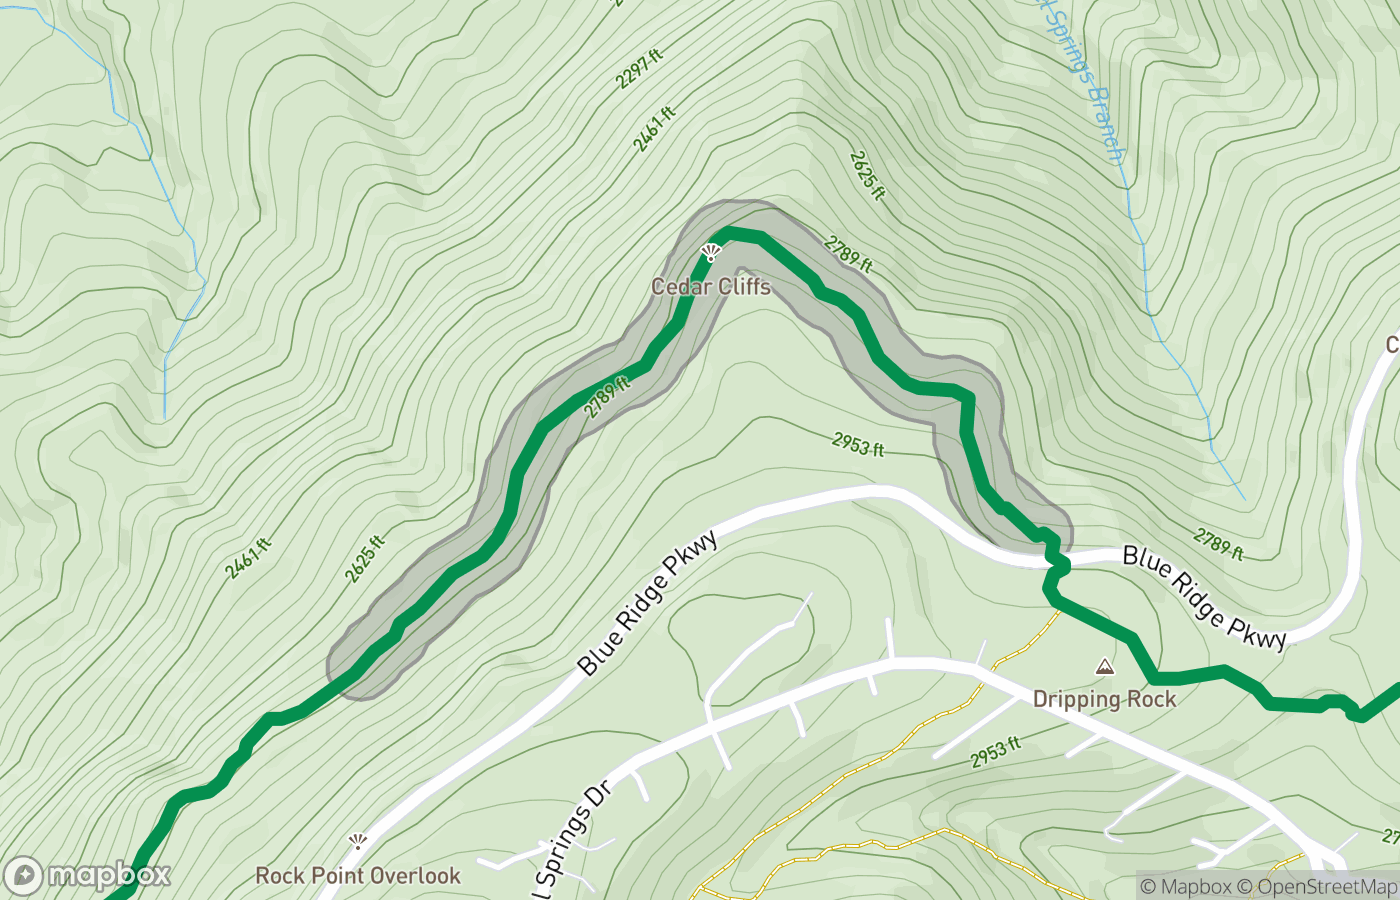 2297 ft
2461 ft
Springs Branch
2625 ft
2789 ft
Cedar Cliffs
2789 ft
2953 ft
2461 ft
2625 ft
2789 ft
Blue Ridge Pkwy
Blue Ridge Pkwy
Dripping Rock
2953 ft
Springs Dr
Rock Point Overlook
mapbox
© Mapbox © OpenStreetMap